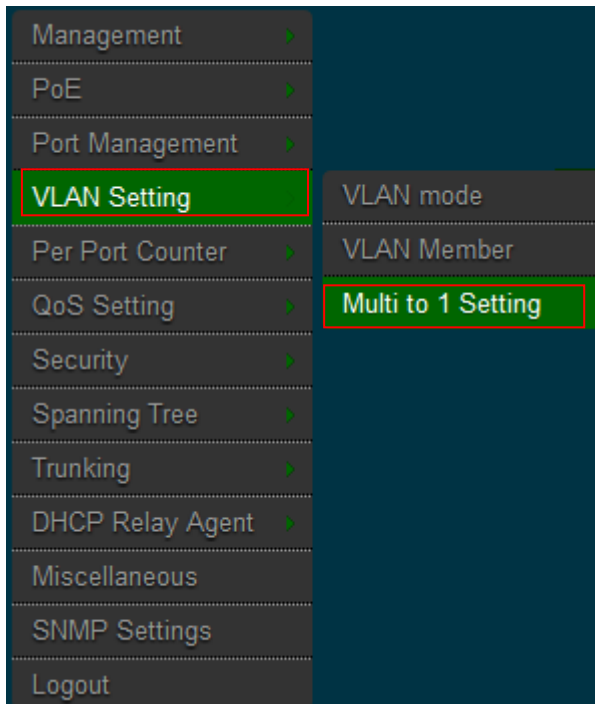 Management
PoE
Port Management
VLAN Setting
Per Port Counter
QoS Setting
Security
Spanning Tree
Trunking
DHCP Relay Agent
Miscellaneous
SNMP Settings
Logout
VLAN mode
VLAN Member
Multi to 1 Setting